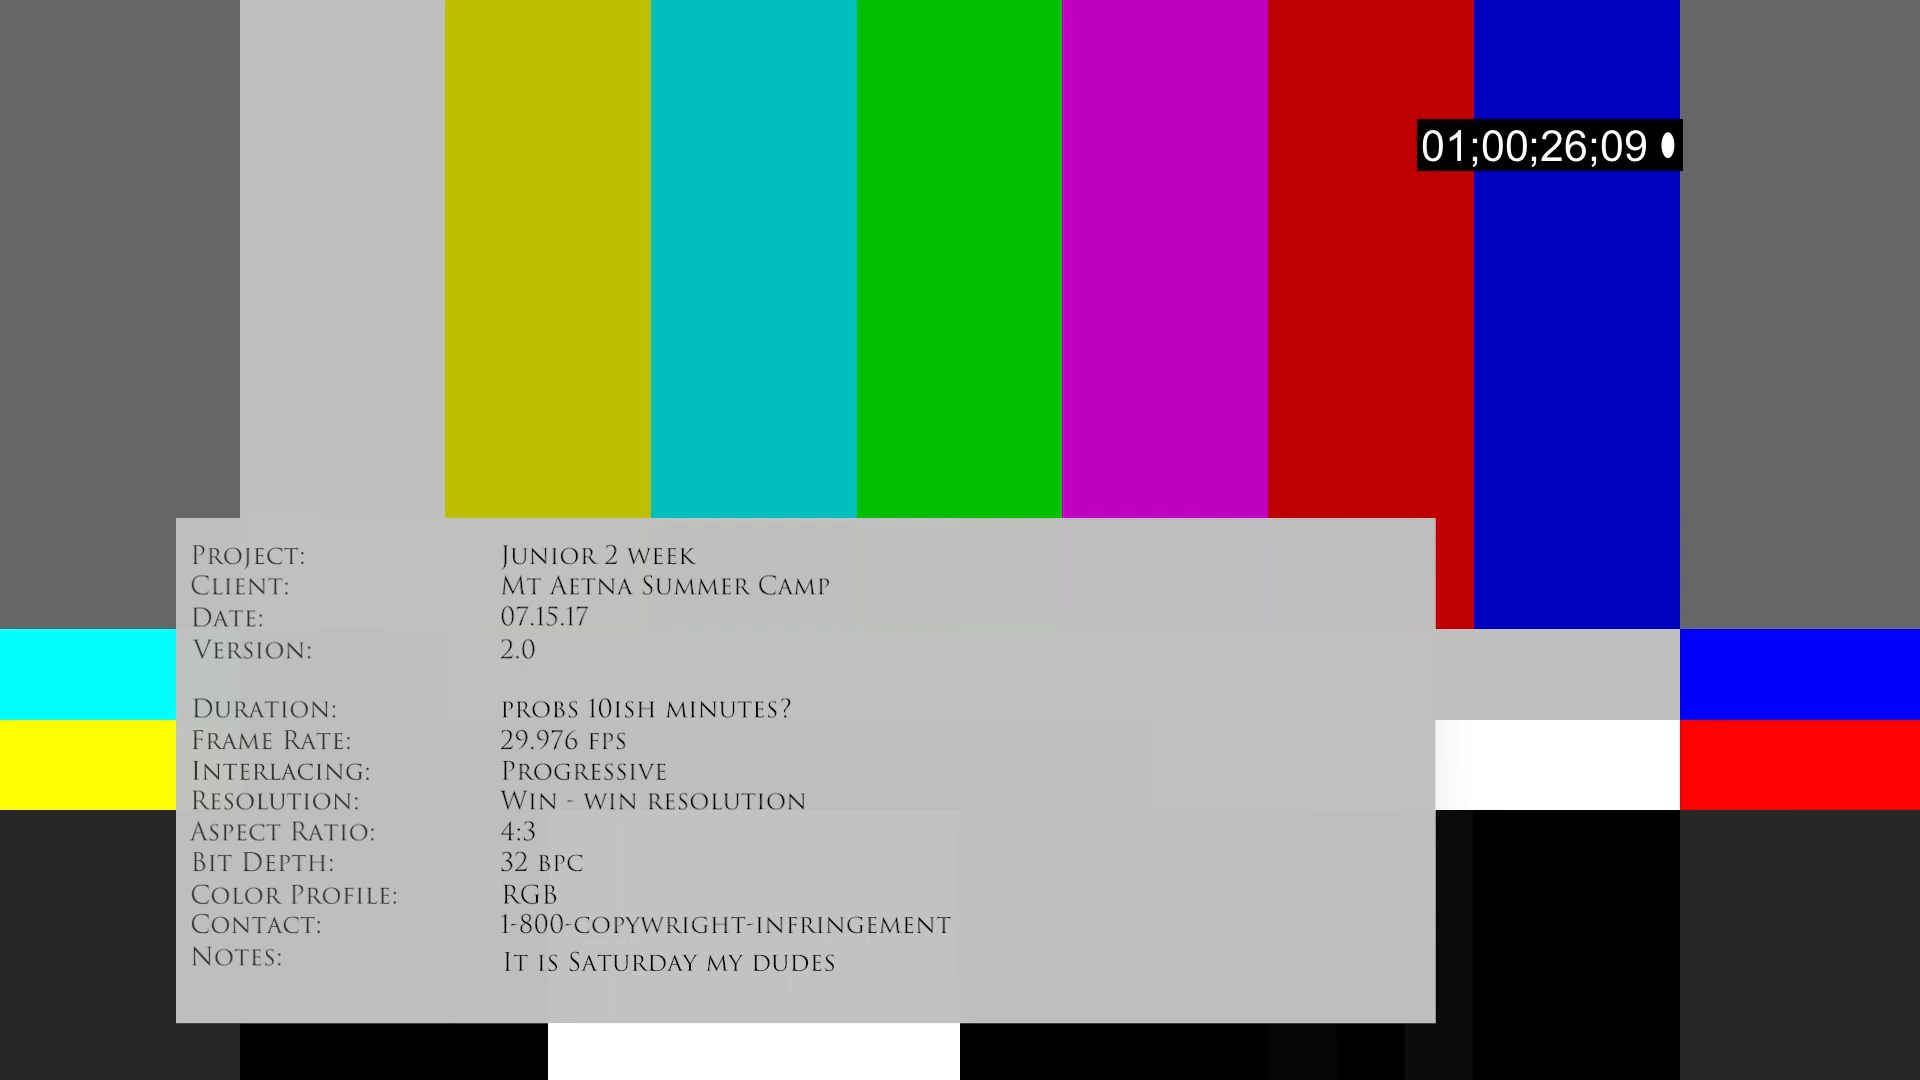 01;00;26;09
Project: Junior 2 week
Client: Mt Aetna Summer Camp
Date: 07.15.17
Version: 2.0
Duration: probs 10ish minutes?
Frame Rate: 29.976 fps
Interlacing: Progressive
Resolution: Win - win resolution
Aspect Ratio: 4:3
Bit Depth: 32 bpc
Color Profile: RGB
Contact: 1-800-copywright-infringement
Notes: It is Saturday my dudes